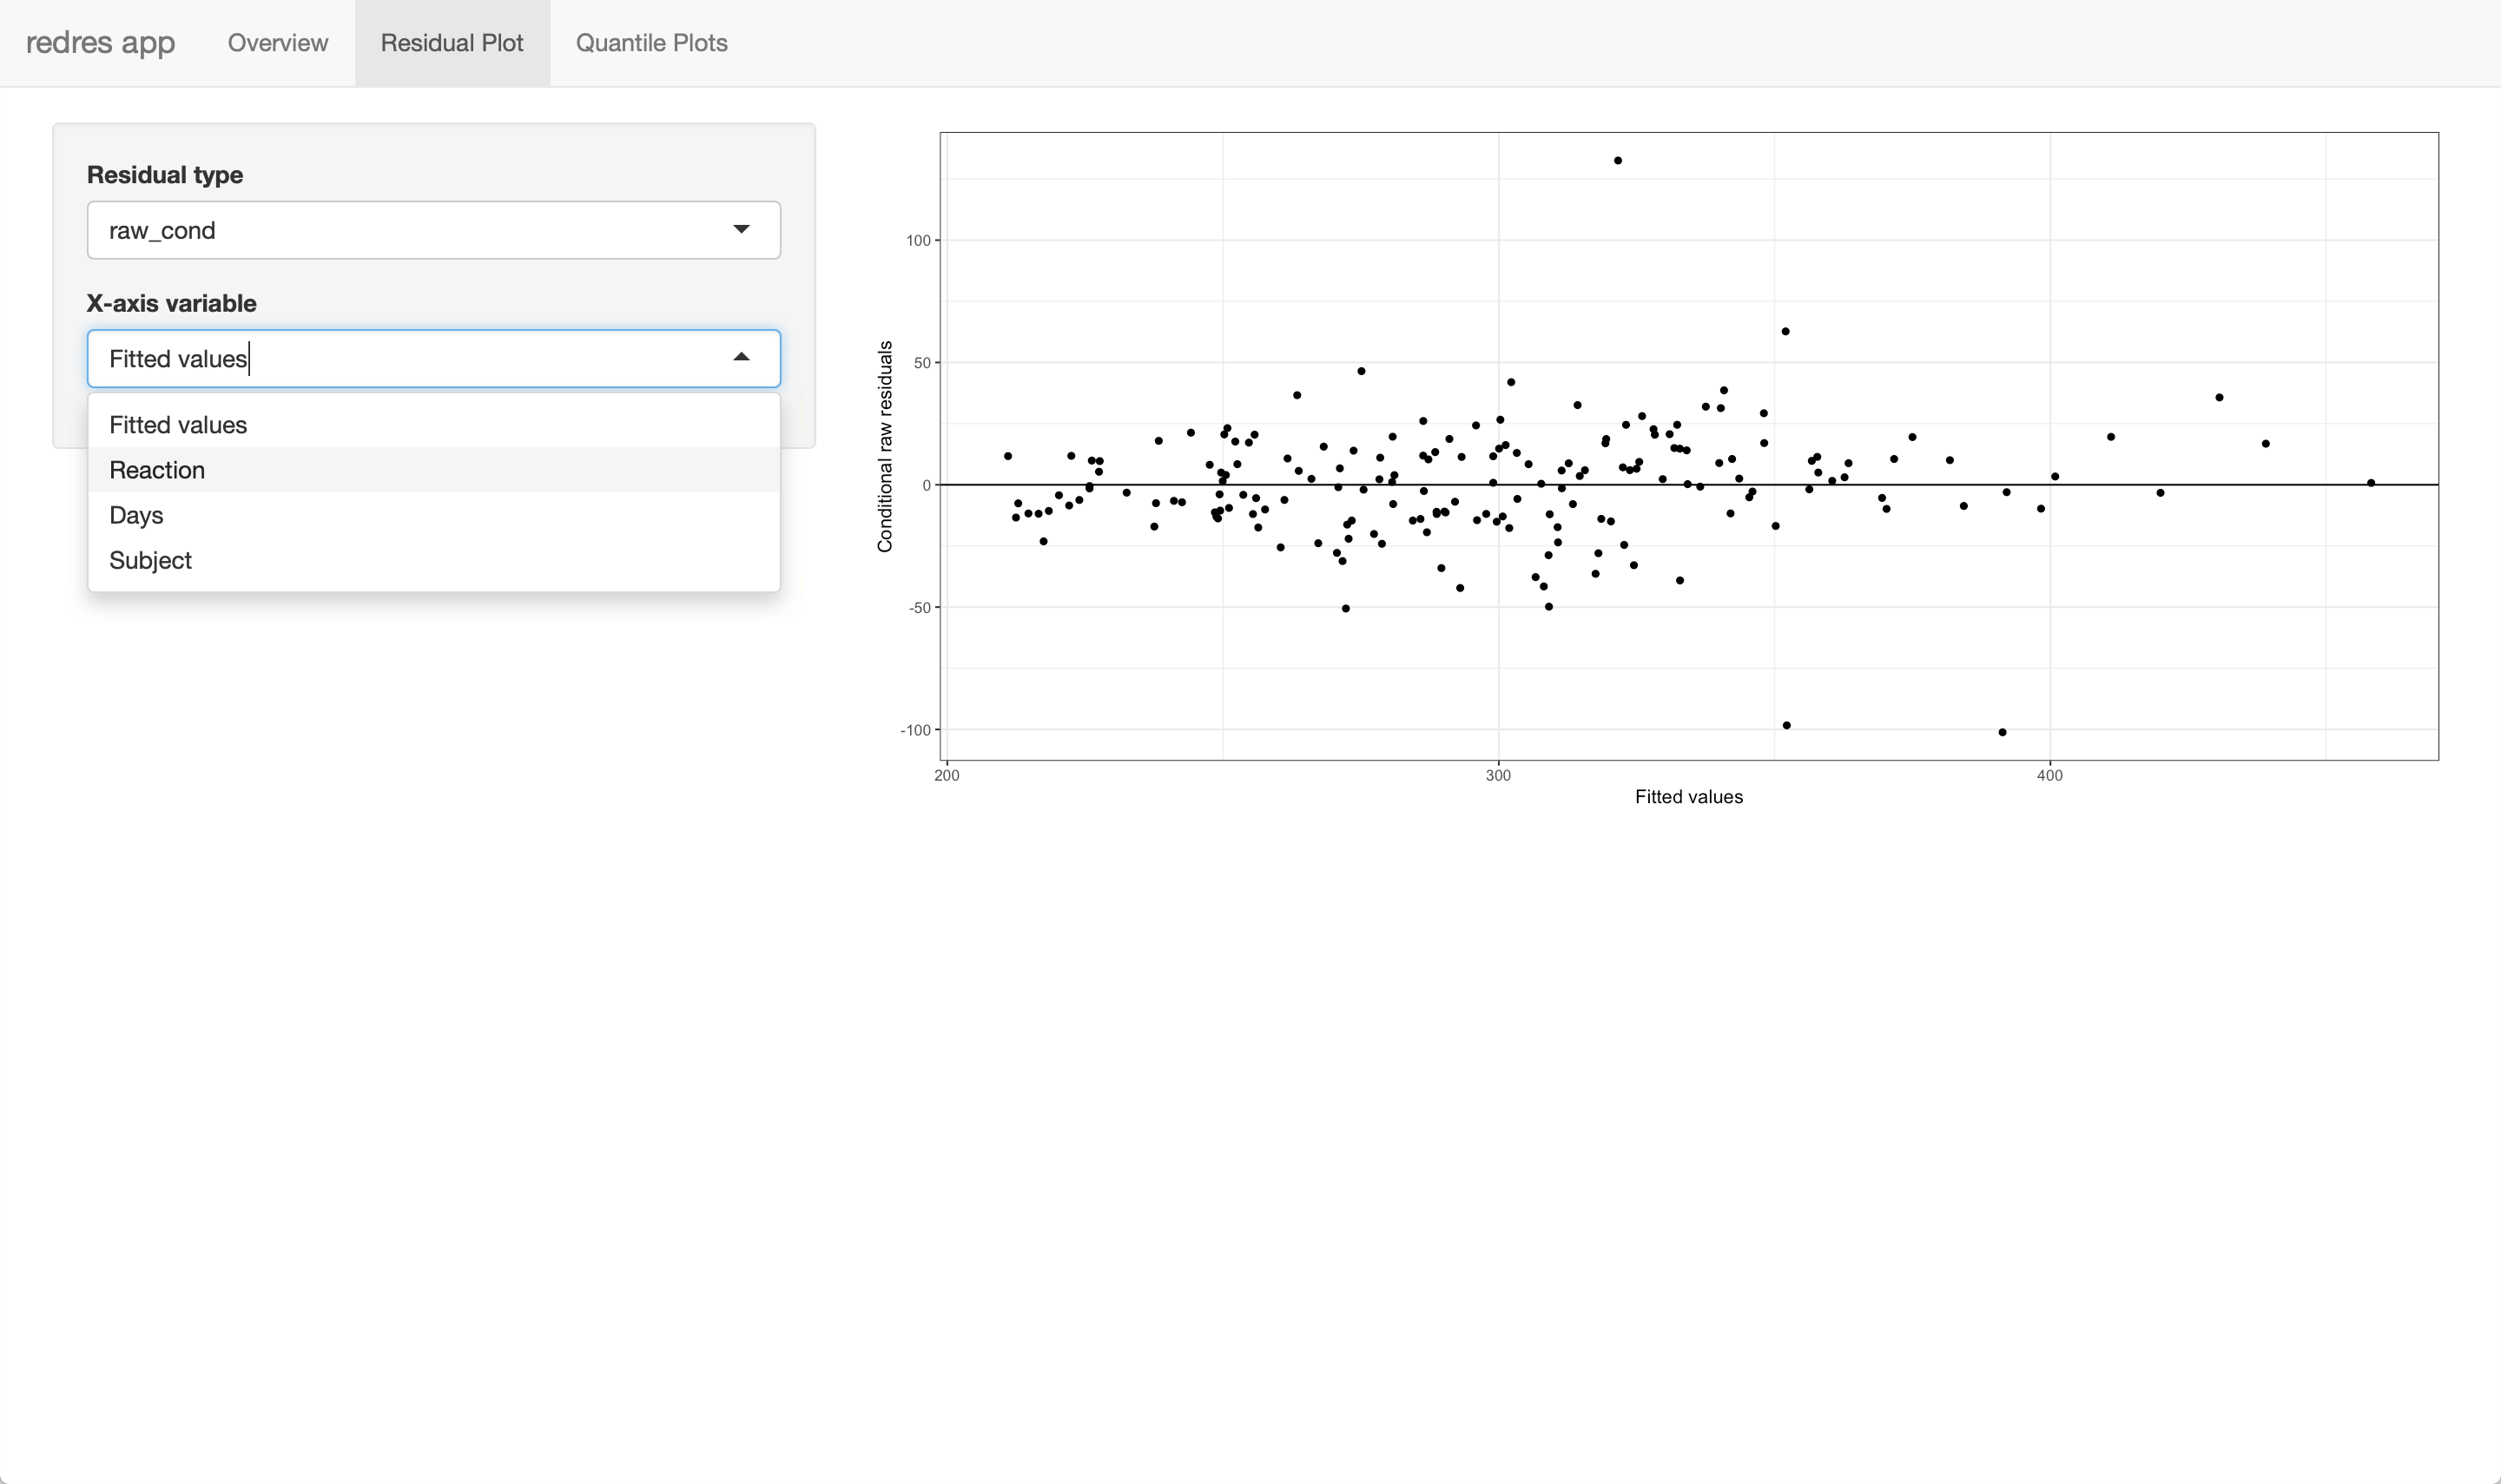 redres app Overview Residual Plot Quantile Plots
Residual type
raw_cond
X-axis variable
Fitted values
Fitted values
Reaction
Days
Subject
Conditional raw residuals
100
50
0
-50
-100
200 300 400
Fitted values